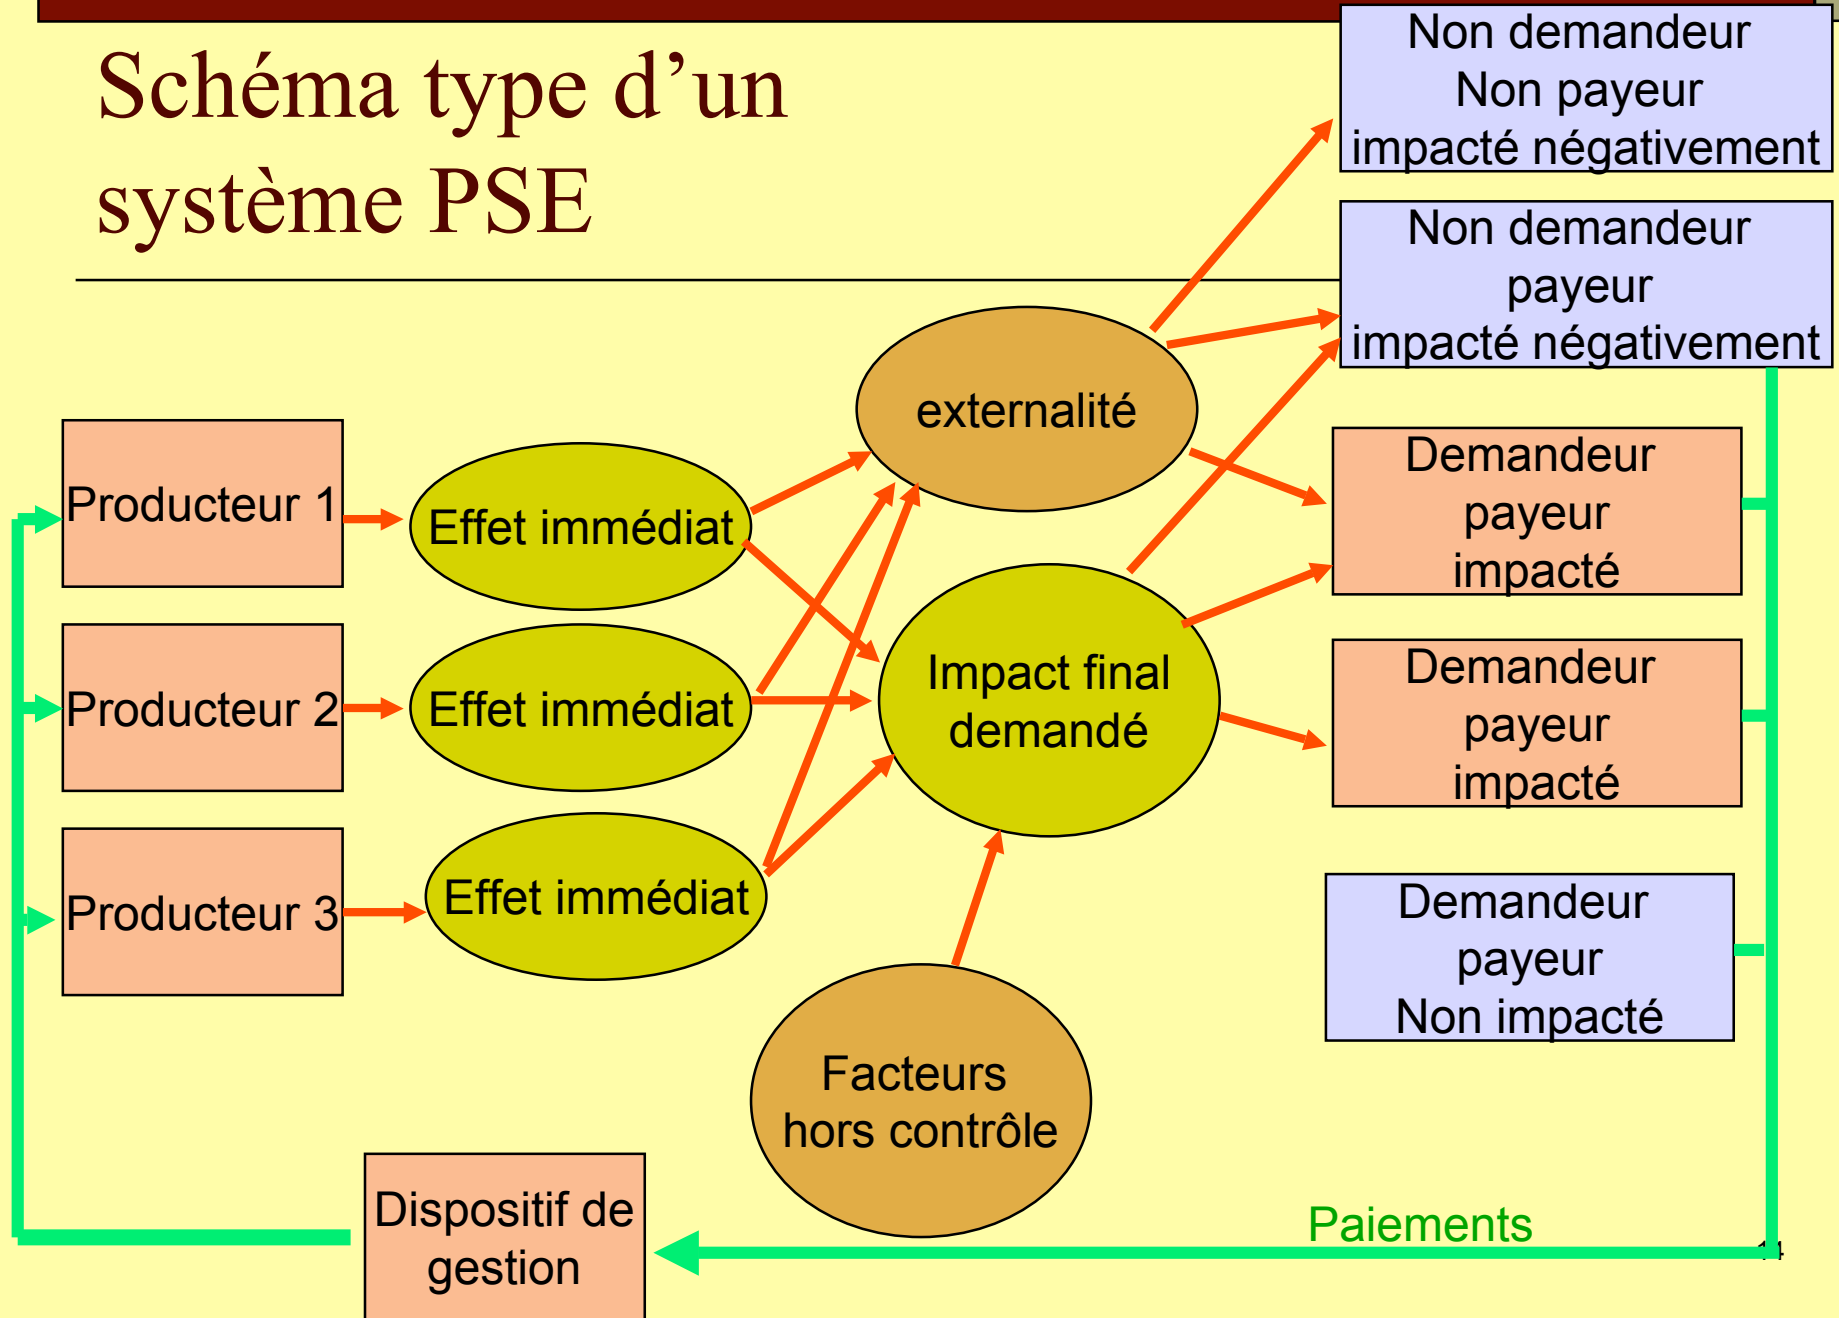 Schéma type d’un
système PSE
Non demandeur
Non payeur
impacté négativement
Non demandeur
payeur
impacté négativement
externalité
Producteur 1
Effet immédiat
Demandeur
payeur
impacté
Producteur 2
Effet immédiat
Impact final
demandé
Demandeur
payeur
impacté
Producteur 3
Effet immédiat
Demandeur
payeur
Non impacté
Facteurs
hors contrôle
Dispositif de
gestion
Paiements
14